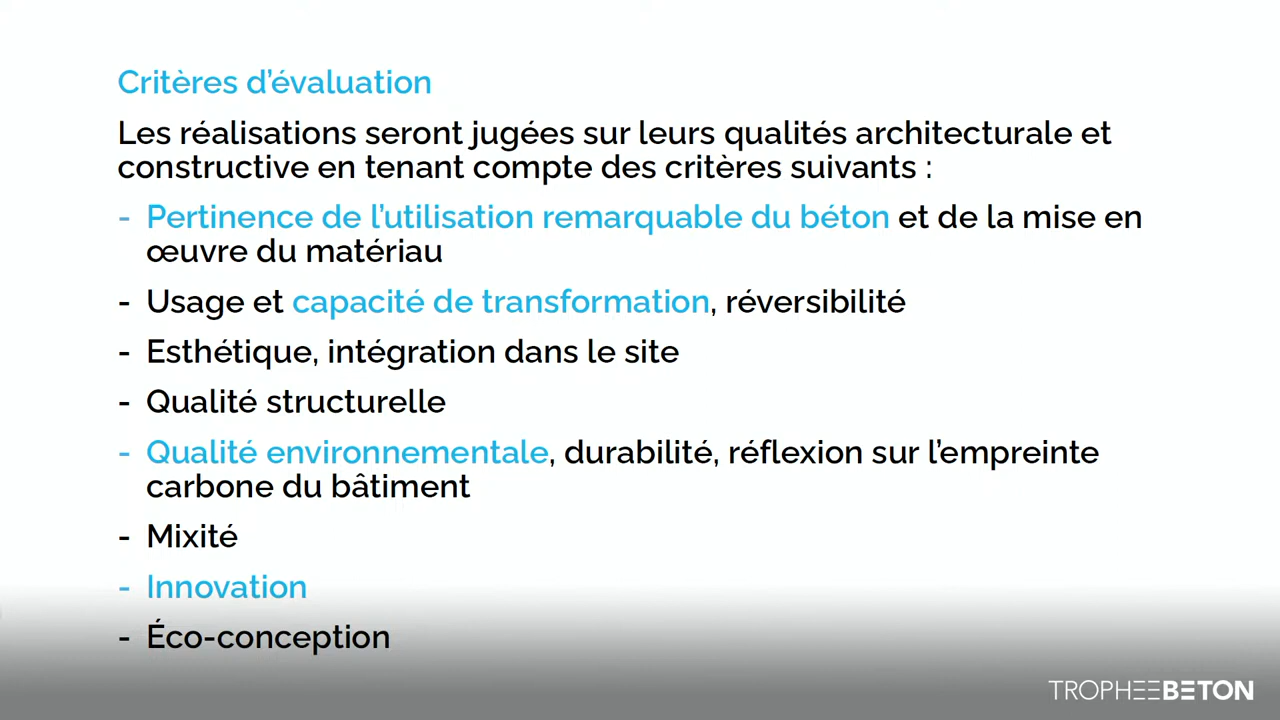 Critères d’évaluation
Les réalisations seront jugées sur leurs qualités architecturale et
constructive en tenant compte des critères suivants :
- Pertinence de l’utilisation remarquable du béton et de la mise en
œuvre du matériau
- Usage et capacité de transformation, réversibilité
- Esthétique, intégration dans le site
- Qualité structurelle
- Qualité environnementale, durabilité, réflexion sur l’empreinte
carbone du bâtiment
- Mixité
- Innovation
- Éco-conception
TROPHEEBETON